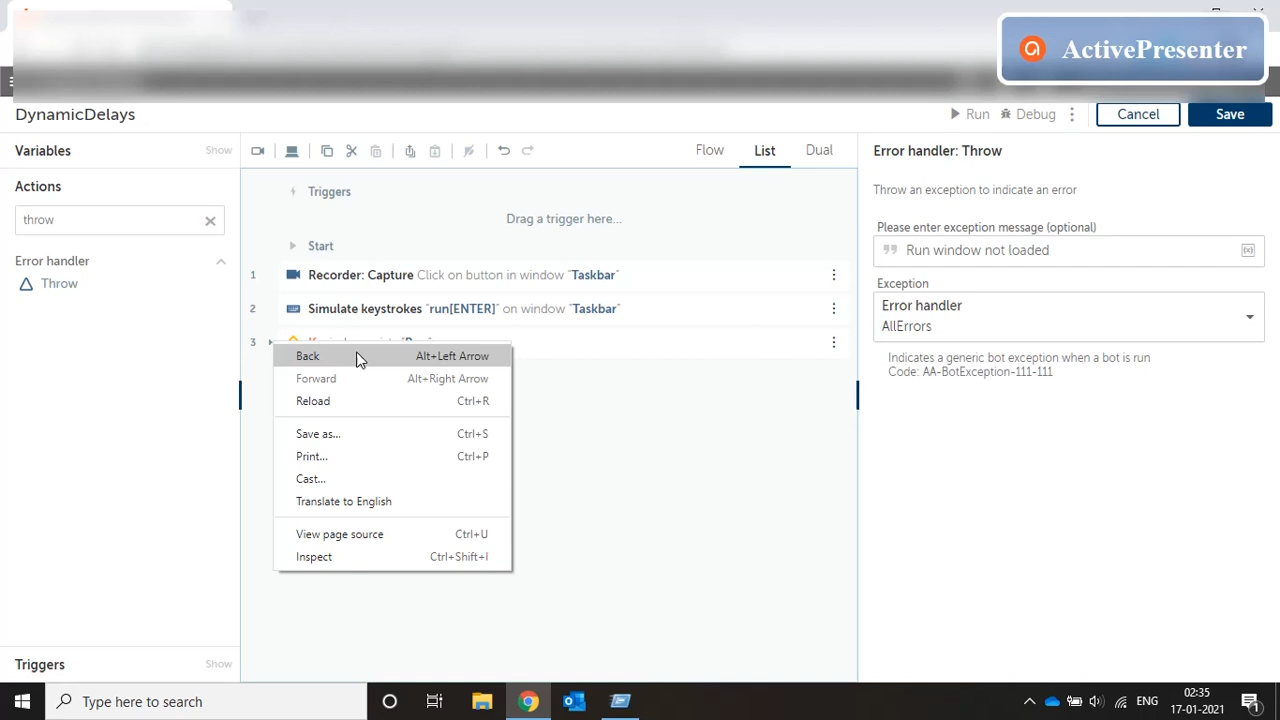 ActivePresenter
DynamicDelays
Run
Debug
Cancel
Save
Variables
Show
Flow
List
Dual
Error handler: Throw
Actions
throw
Error handler
Throw
Triggers
Drag a trigger here...
Start
1 Recorder: Capture Click on button in window "Taskbar"
2 Simulate keystrokes "run[ENTER]" on window "Taskbar"
3
Back Alt+Left Arrow
Forward Alt+Right Arrow
Reload Ctrl+R
Save as... Ctrl+S
Print... Ctrl+P
Cast...
Translate to English
View page source Ctrl+U
Inspect Ctrl+Shift+I
Throw an exception to indicate an error
Please enter exception message (optional)
Run window not loaded
(x)
Exception
Error handler
AllErrors
Indicates a generic bot exception when a bot is run
Code: AA-BotException-111-111
Triggers
Show
Type here to search
ENG
02:35
17-01-2021
1